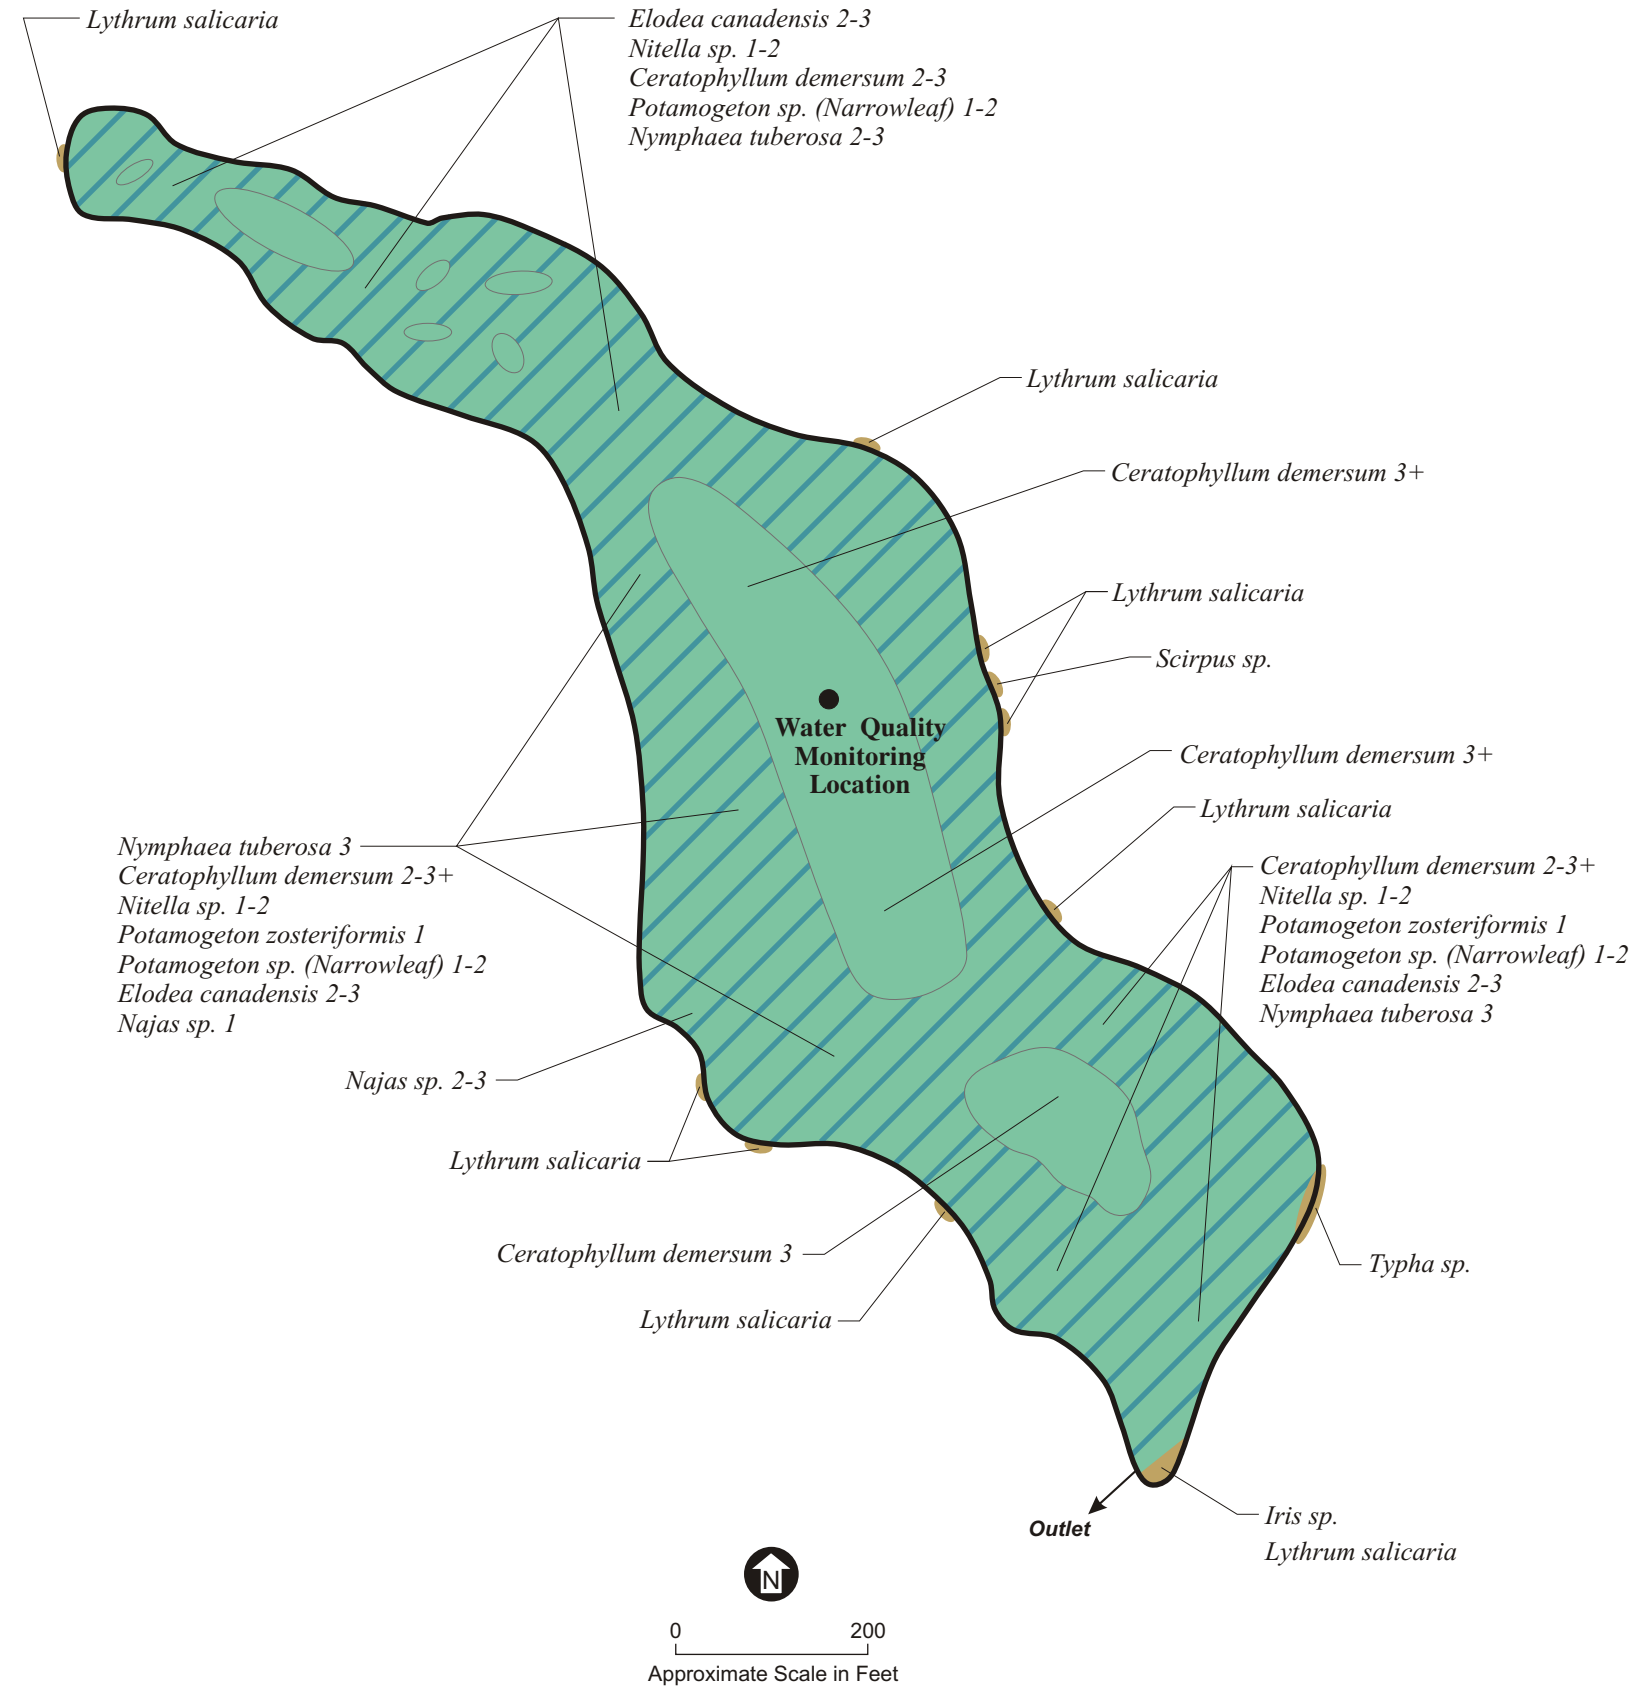 Lythrum salicaria
Elodea canadensis 2-3
Nitella sp. 1-2
Ceratophyllum demersum 2-3
Potamogeton sp. (Narrowleaf) 1-2
Nymphaea tuberosa 2-3
Lythrum salicaria
Ceratophyllum demersum 3+
Lythrum salicaria
Scirpus sp.
Water Quality
Monitoring
Location
Ceratophyllum demersum 3+
Lythrum salicaria
Nymphaea tuberosa 3
Ceratophyllum demersum 2-3+
Nitella sp. 1-2
Potamogeton zosteriformis 1
Potamogeton sp. (Narrowleaf) 1-2
Elodea canadensis 2-3
Najas sp. 1
Ceratophyllum demersum 2-3+
Nitella sp. 1-2
Potamogeton zosteriformis 1
Potamogeton sp. (Narrowleaf) 1-2
Elodea canadensis 2-3
Nymphaea tuberosa 3
Najas sp. 2-3
Lythrum salicaria
Ceratophyllum demersum 3
Typha sp.
Lythrum salicaria
Outlet
Iris sp.
Lythrum salicaria
N
0 200
Approximate Scale in Feet